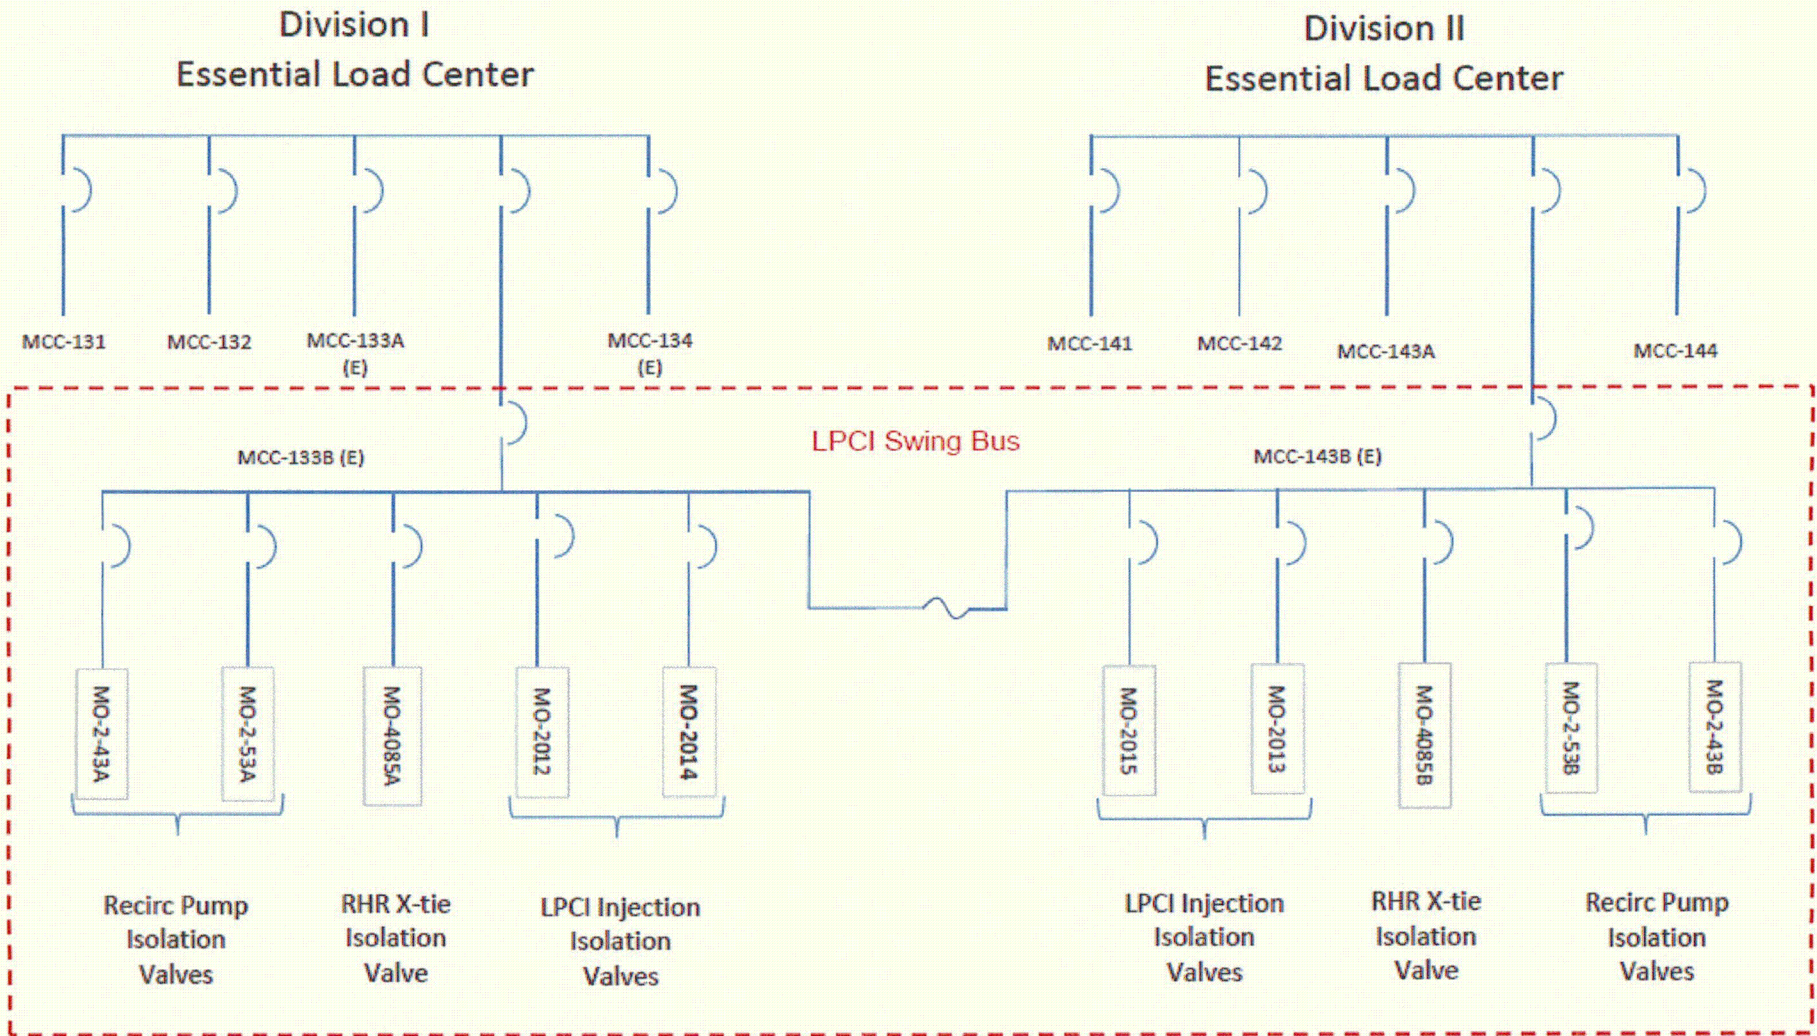 Division I
Essential Load Center
Division II
Essential Load Center
MCC-131
MCC-132
MCC-133A
(E)
MCC-134
(E)
MCC-141
MCC-142
MCC-143A
MCC-144
LPCI Swing Bus
MCC-133B (E)
MCC-143B (E)
MO-2-43A
MO-2-53A
MO-4085A
MO-2012
MO-2014
MO-2015
MO-2013
MO-4085B
MO-2-53B
MO-2-43B
Recirc Pump
Isolation
Valves
RHR X-tie
Isolation
Valve
LPCI Injection
Isolation
Valves
LPCI Injection
Isolation
Valves
RHR X-tie
Isolation
Valve
Recirc Pump
Isolation
Valves